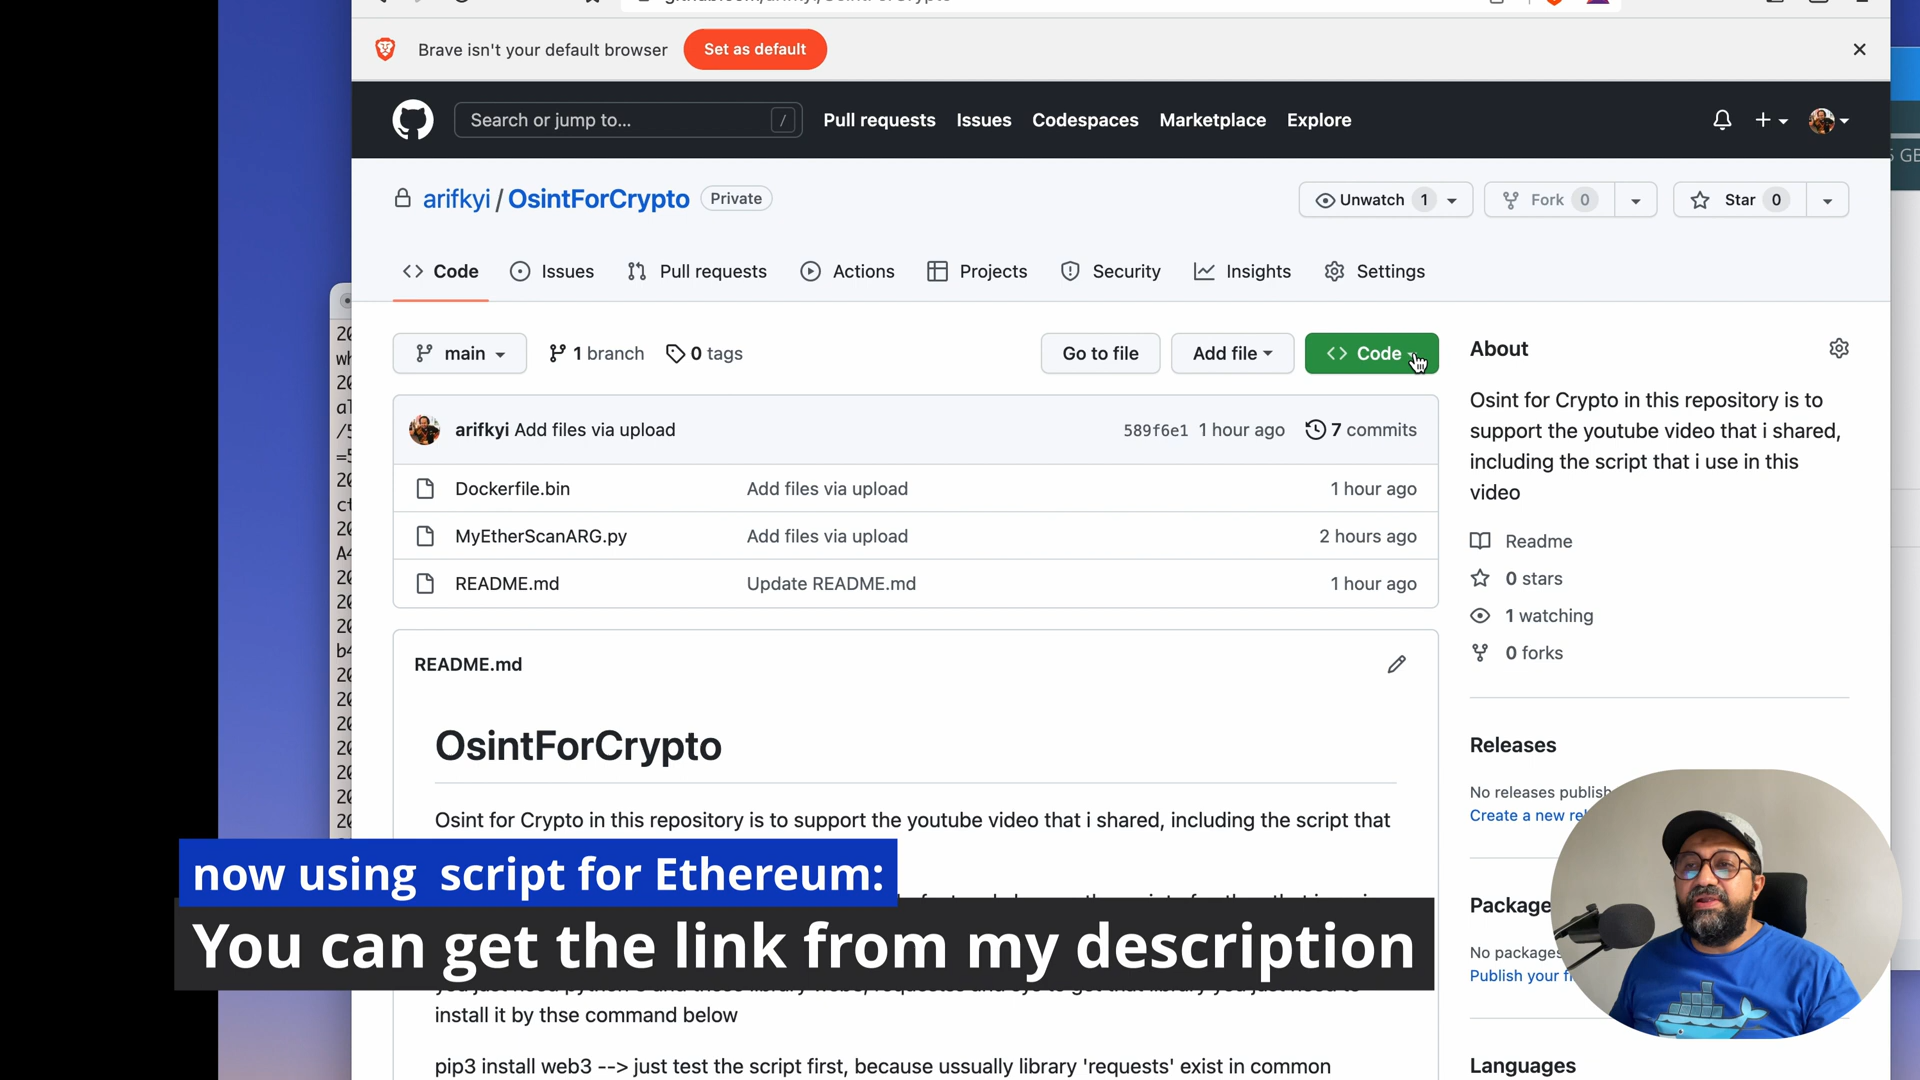 Brave isn't your default browser Set as default
Search or jump to... / Pull requests Issues Codespaces Marketplace Explore
arifkyi / OsintForCrypto Private Unwatch 1 Fork 0 Star 0
Code Issues Pull requests Actions Projects Security Insights Settings
main 1 branch 0 tags Go to file Add file Code
arifkyi Add files via upload 589f6e1 1 hour ago 7 commits
Dockerfile.bin Add files via upload 1 hour ago
MyEtherScanARG.py Add files via upload 2 hours ago
README.md Update README.md 1 hour ago
README.md
OsintForCrypto
Osint for Crypto in this repository is to support the youtube video that i shared, including the script that
now using script for Ethereum:
You can get the link from my description
install it by thse command below
pip3 install web3 --> just test the script first, because ussually library 'requests' exist in common
About
Osint for Crypto in this repository is to
support the youtube video that i shared,
including the script that i use in this
video
Readme
0 stars
1 watching
0 forks
Releases
No releases
Create a new
No packages
Publish your
Languages